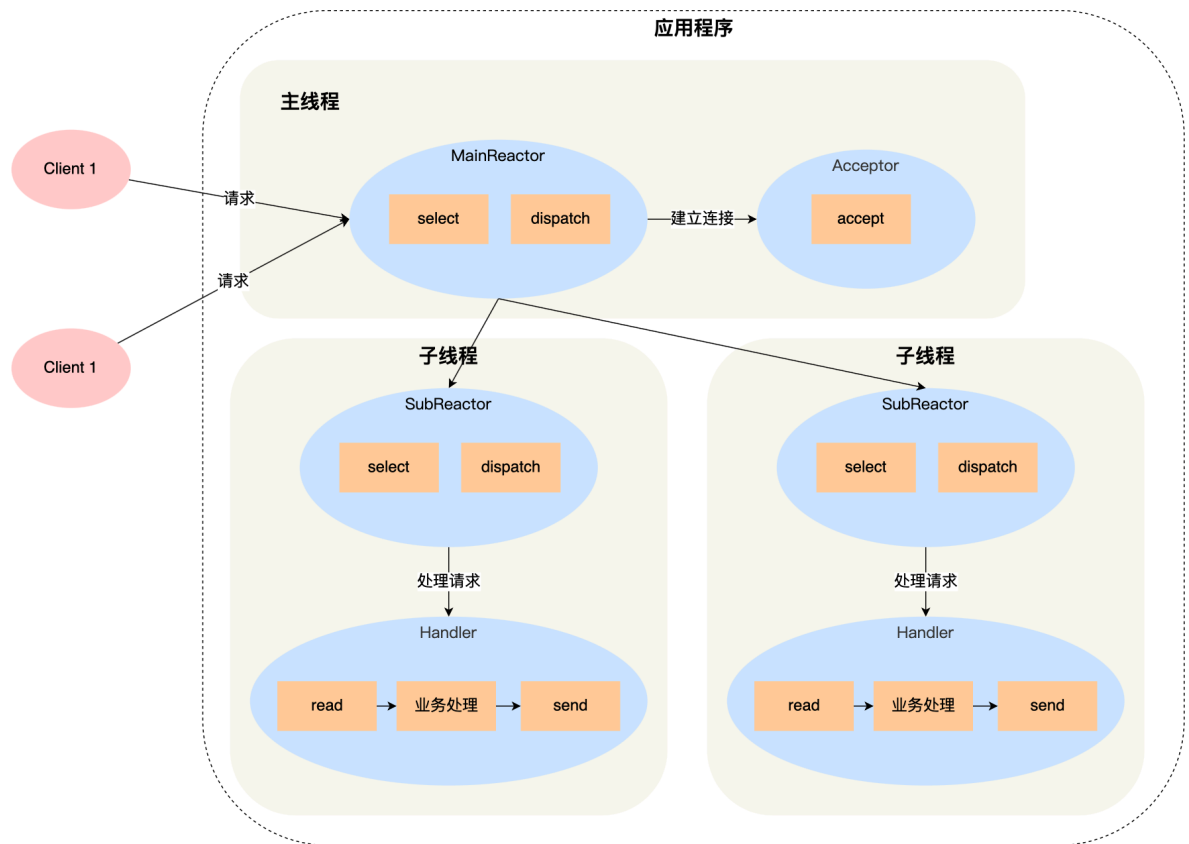 应用程序
主线程
Client 1
请求
MainReactor
select
dispatch
建立连接
Acceptor
accept
请求
Client 1
子线程
SubReactor
select
dispatch
处理请求
Handler
read
业务处理
send
子线程
SubReactor
select
dispatch
处理请求
Handler
read
业务处理
send